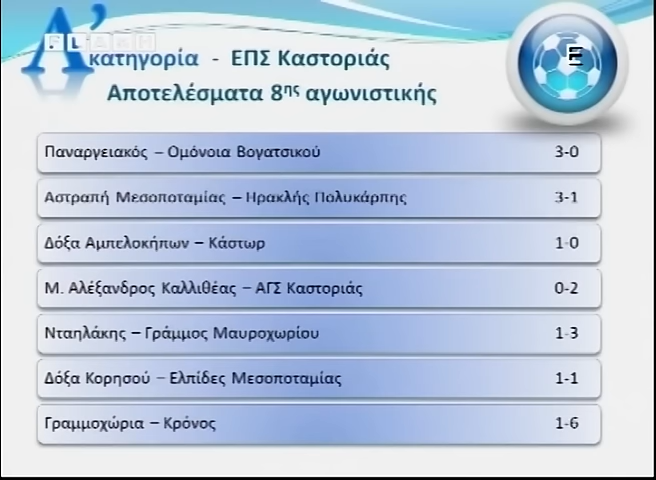 Α' κατηγορία - ΕΠΣ Καστοριάς
FLASH
Ε
Αποτελέσματα 8ης αγωνιστικής
Παναργειακός – Ομόνοια Βογατσικού 3-0
Αστραπή Μεσοποταμίας – Ηρακλής Πολυκάρπης 3-1
Δόξα Αμπελοκήπων – Κάστωρ 1-0
Μ. Αλέξανδρος Καλλιθέας – ΑΓΣ Καστοριάς 0-2
Νταηλάκης – Γράμμος Μαυροχωρίου 1-3
Δόξα Κορησού – Ελπίδες Μεσοποταμίας 1-1
Γραμμοχώρια – Κρόνος 1-6